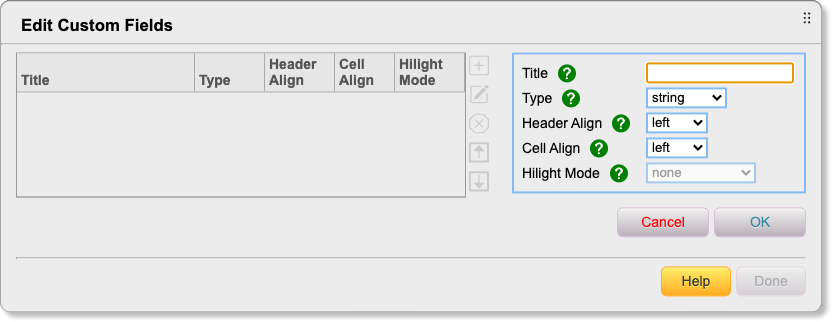 Edit Custom Fields
Title Type Header Align Cell Align Hilight Mode
Title ?
Type ? string
Header Align ? left
Cell Align ? left
Hilight Mode ? none
Cancel OK
Help Done